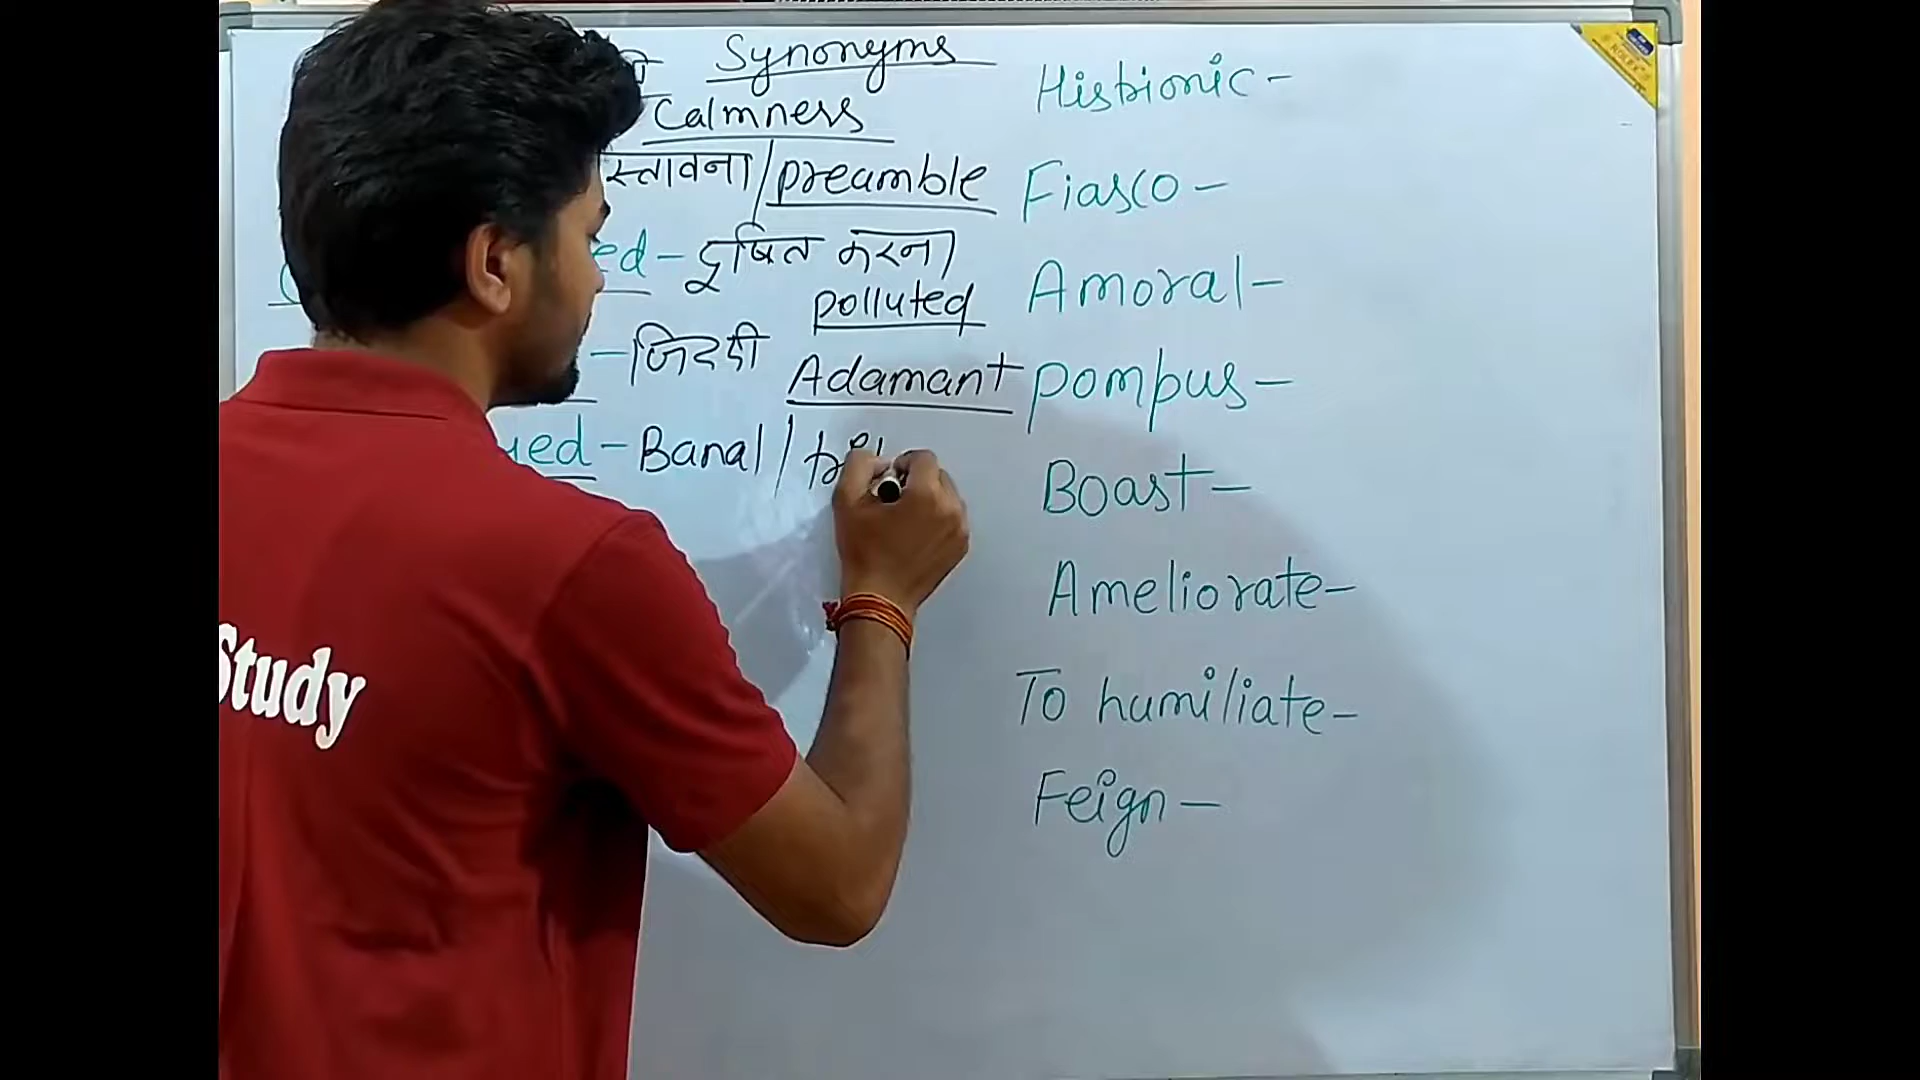 Synonyms
Calmness
स्तावना/preamble
ed - दूषित करना
polluted
- जिद्दी Adamant
yed - Banal/
Histrionic -
Fiasco -
Amoral -
Pompus -
Boast -
Ameliorate -
To humiliate -
Feign -
Study